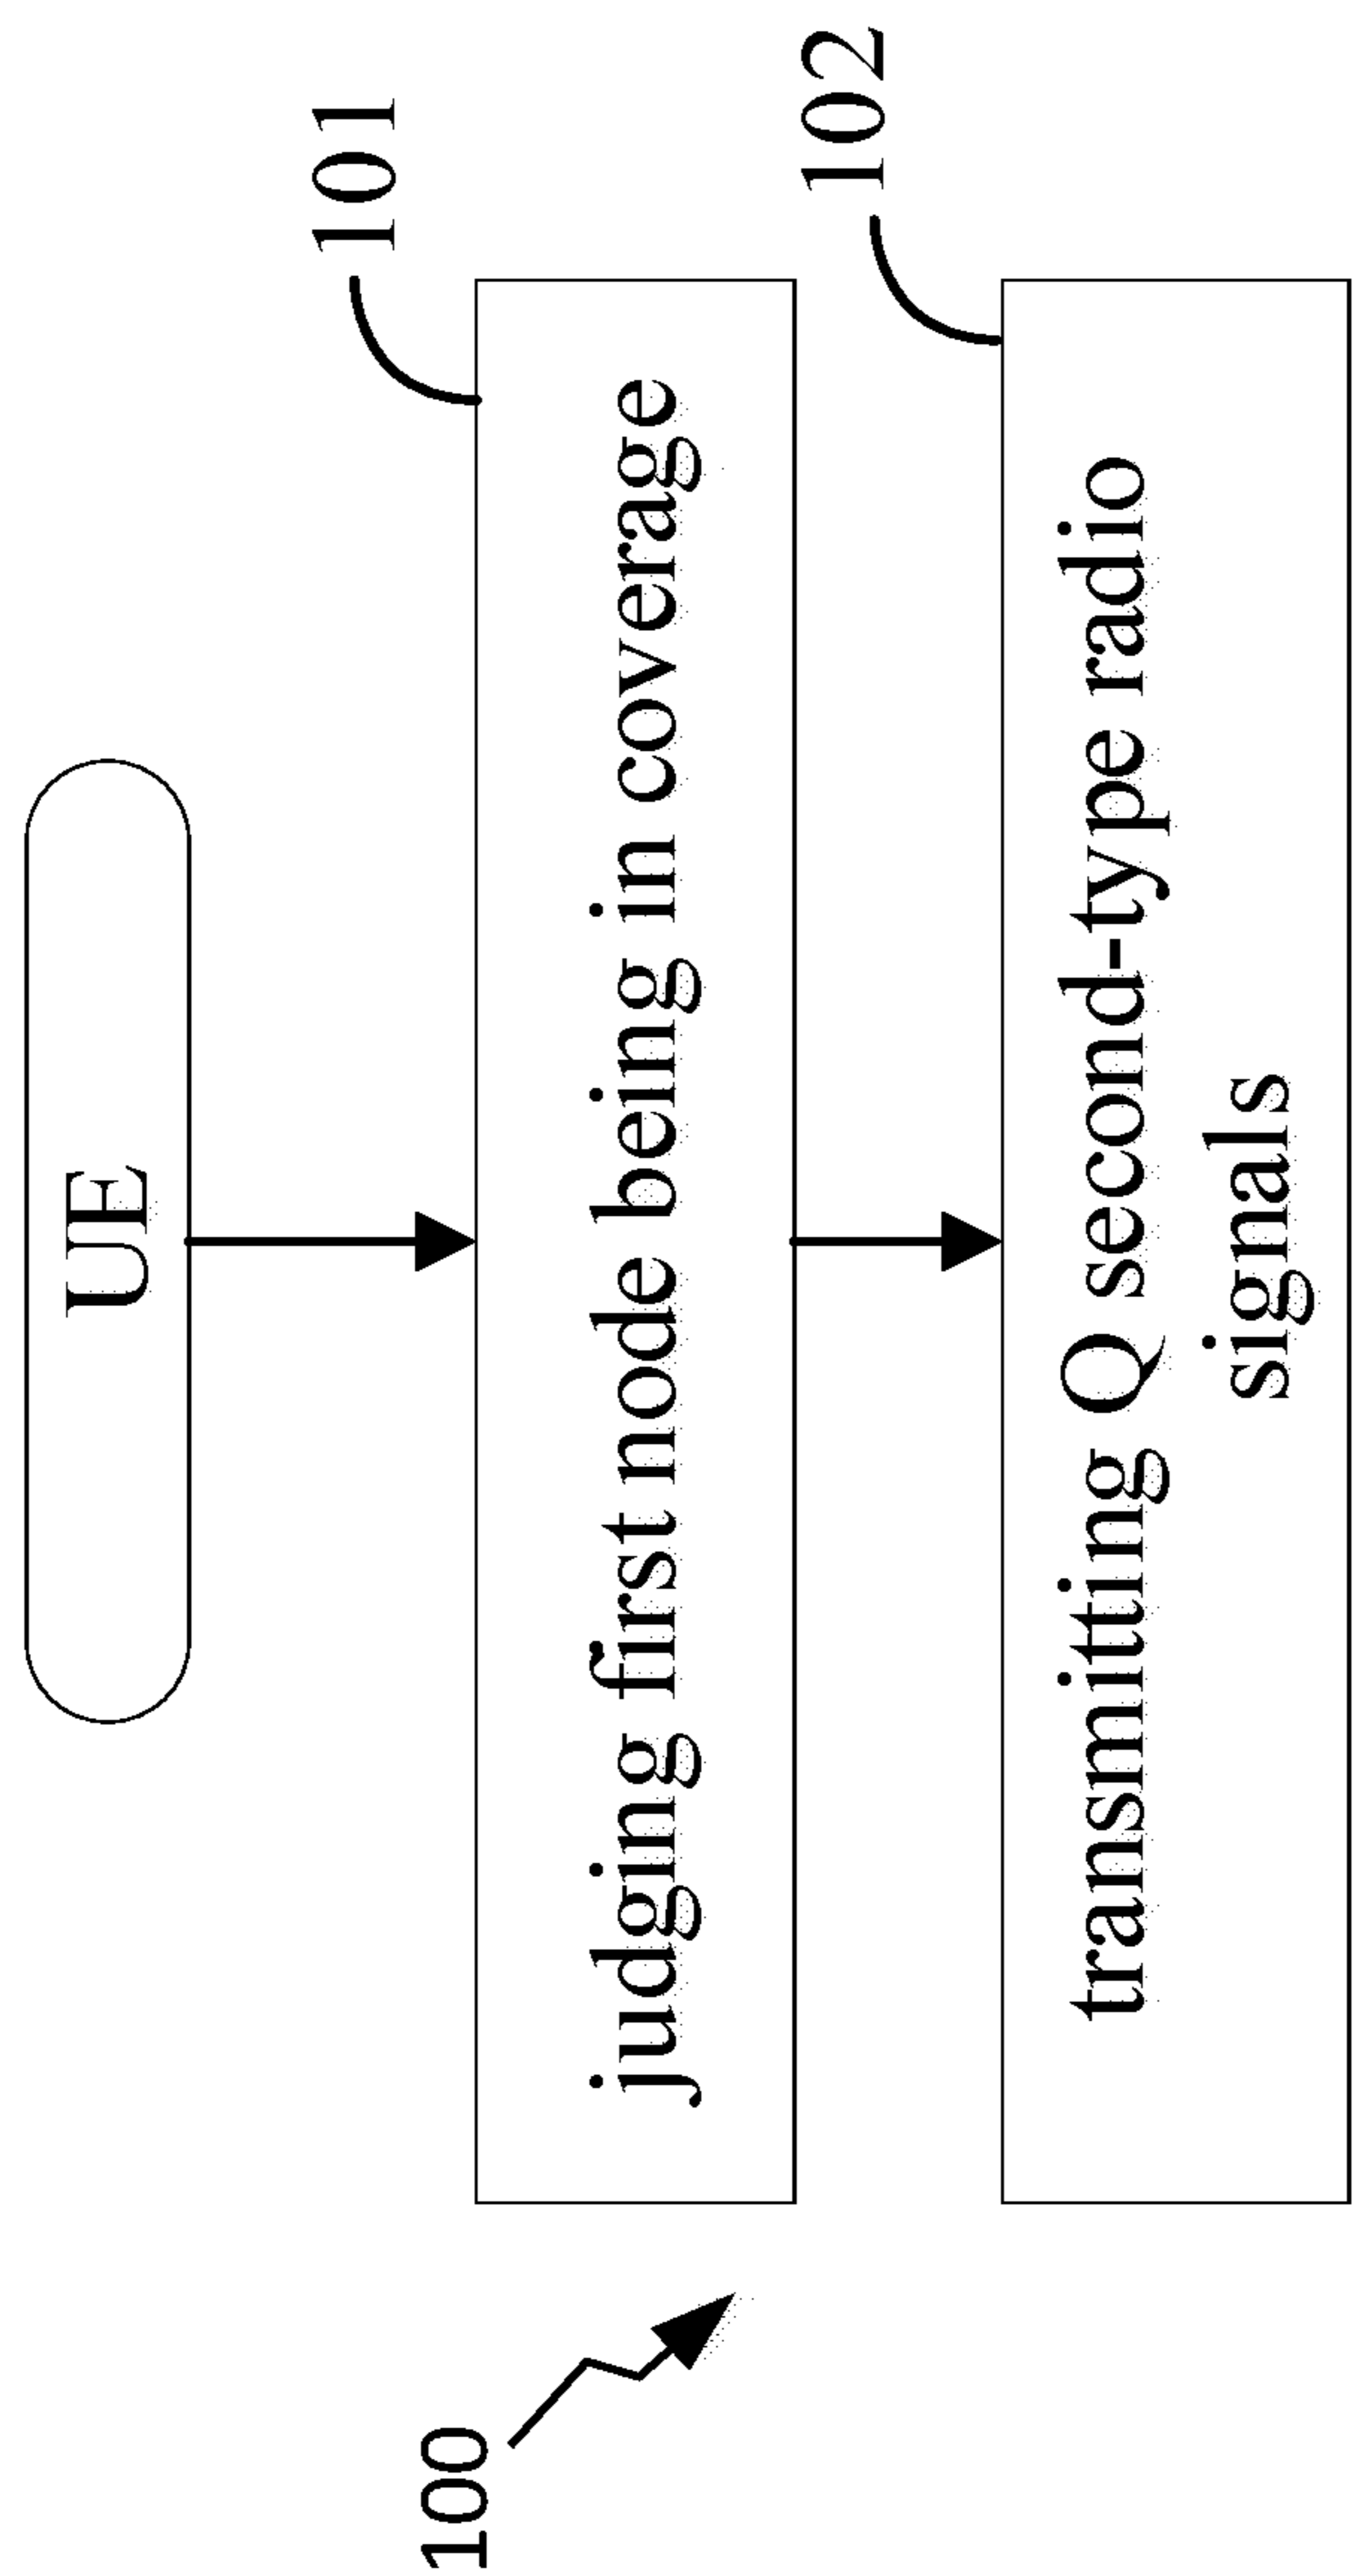 100
UE
101
judging first node being in coverage
102
transmitting Q second-type radio
signals